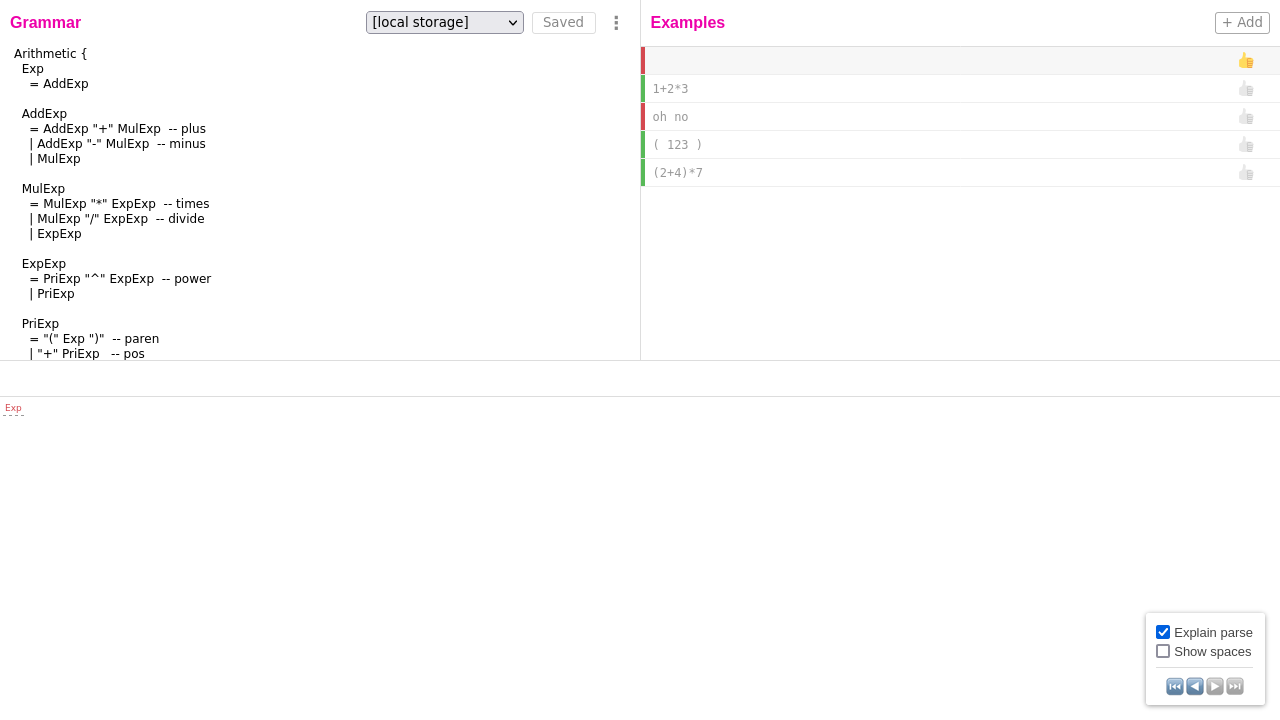 Grammar
[local storage]
Saved
Arithmetic {
Exp
= AddExp
AddExp
= AddExp "+" MulExp -- plus
| AddExp "-" MulExp -- minus
| MulExp
MulExp
= MulExp "*" ExpExp -- times
| MulExp "/" ExpExp -- divide
| ExpExp
ExpExp
= PriExp "^" ExpExp -- power
| PriExp
PriExp
= "(" Exp ")" -- paren
| "+" PriExp -- pos
Examples
+ Add
1+2*3
oh no
( 123 )
(2+4)*7
Exp
Explain parse
Show spaces